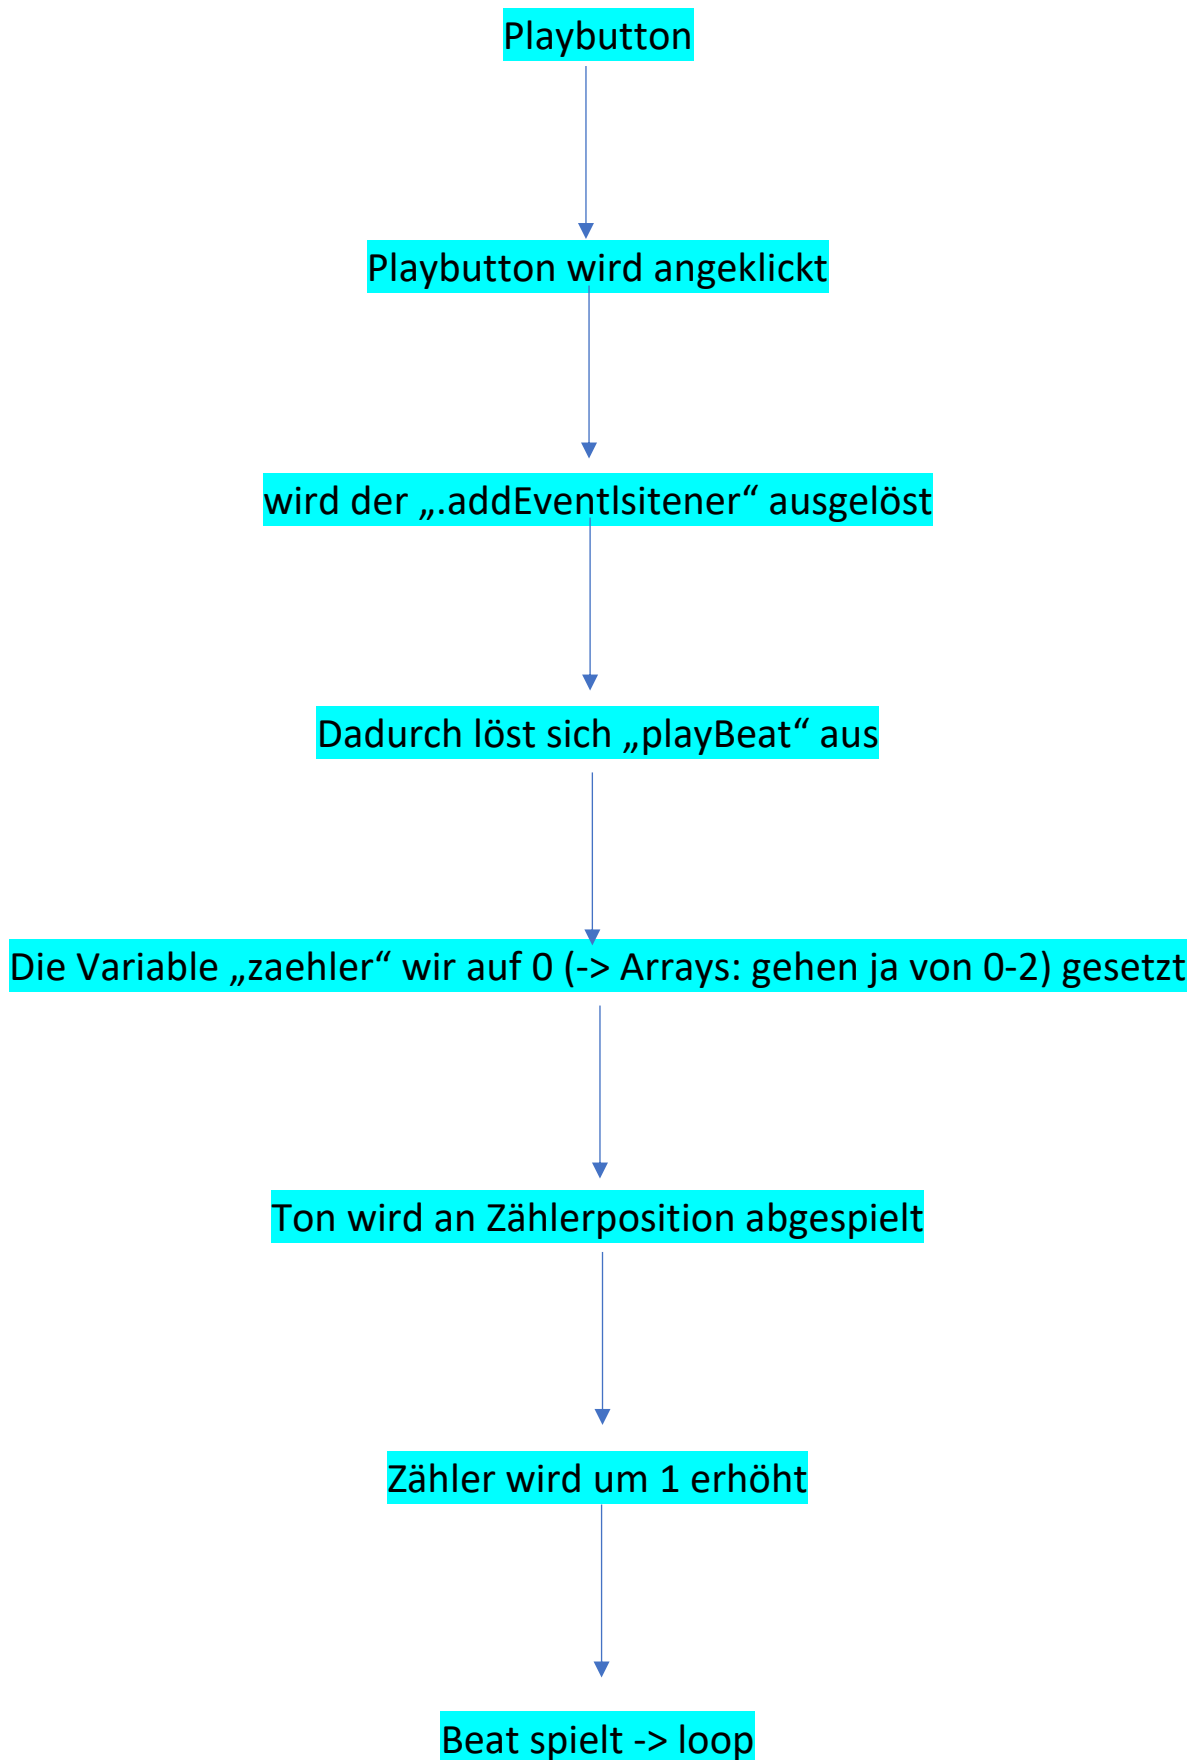 Playbutton
Playbutton wird angeklickt
wird der „.addEventlsitener“ ausgelöst
Dadurch löst sich „playBeat“ aus
Die Variable „zaehler“ wir auf 0 (-> Arrays: gehen ja von 0-2) gesetzt
Ton wird an Zählerposition abgespielt
Zähler wird um 1 erhöht
Beat spielt -> loop